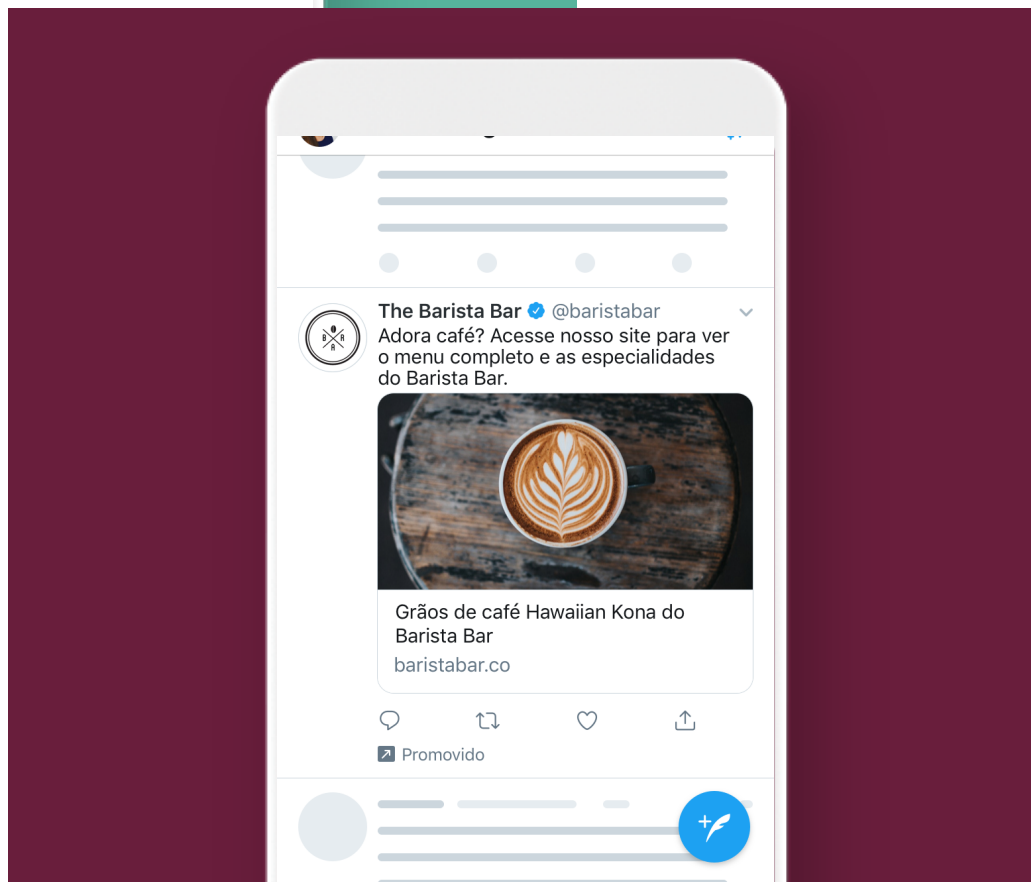 The Barista Bar @baristabar
Adora café? Acesse nosso site para ver
o menu completo e as especialidades
do Barista Bar.
B A R R
Grãos de café Hawaiian Kona do
Barista Bar
baristabar.co
Promovido